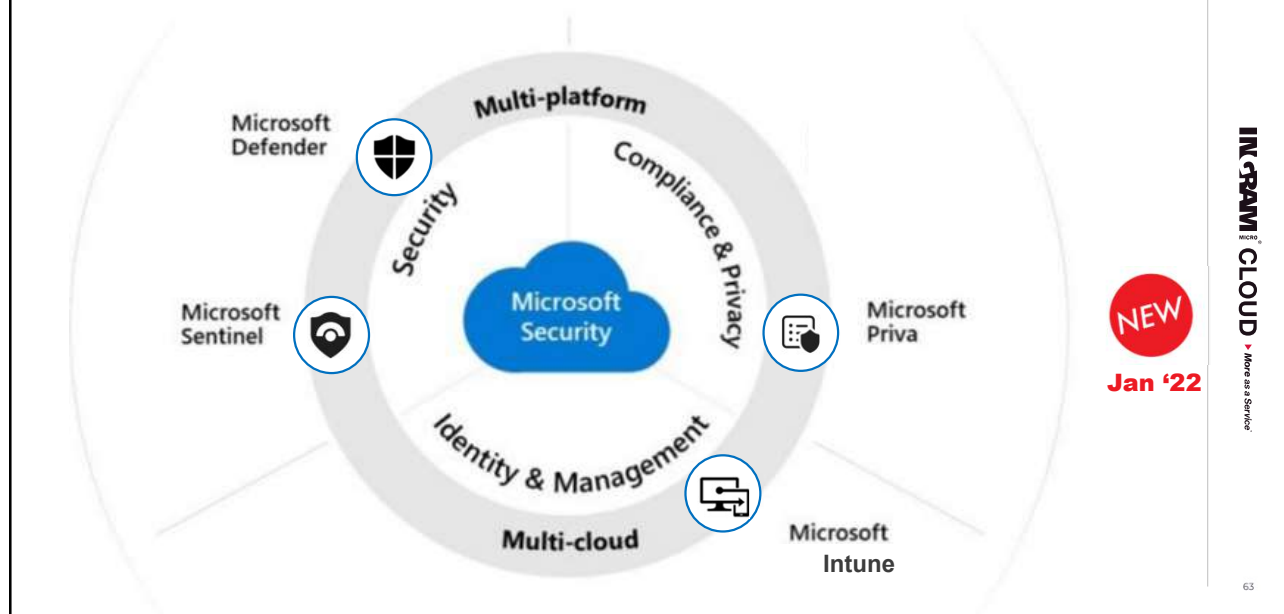 Multi-platform
Microsoft
Defender
Security
Compliance & Privacy
Microsoft
Security
Microsoft
Sentinel
Microsoft
Priva
NEW
Jan ‘22
Identity & Management
Multi-cloud
Microsoft
Intune
INGRAM MICRO® CLOUD More as a Service
63